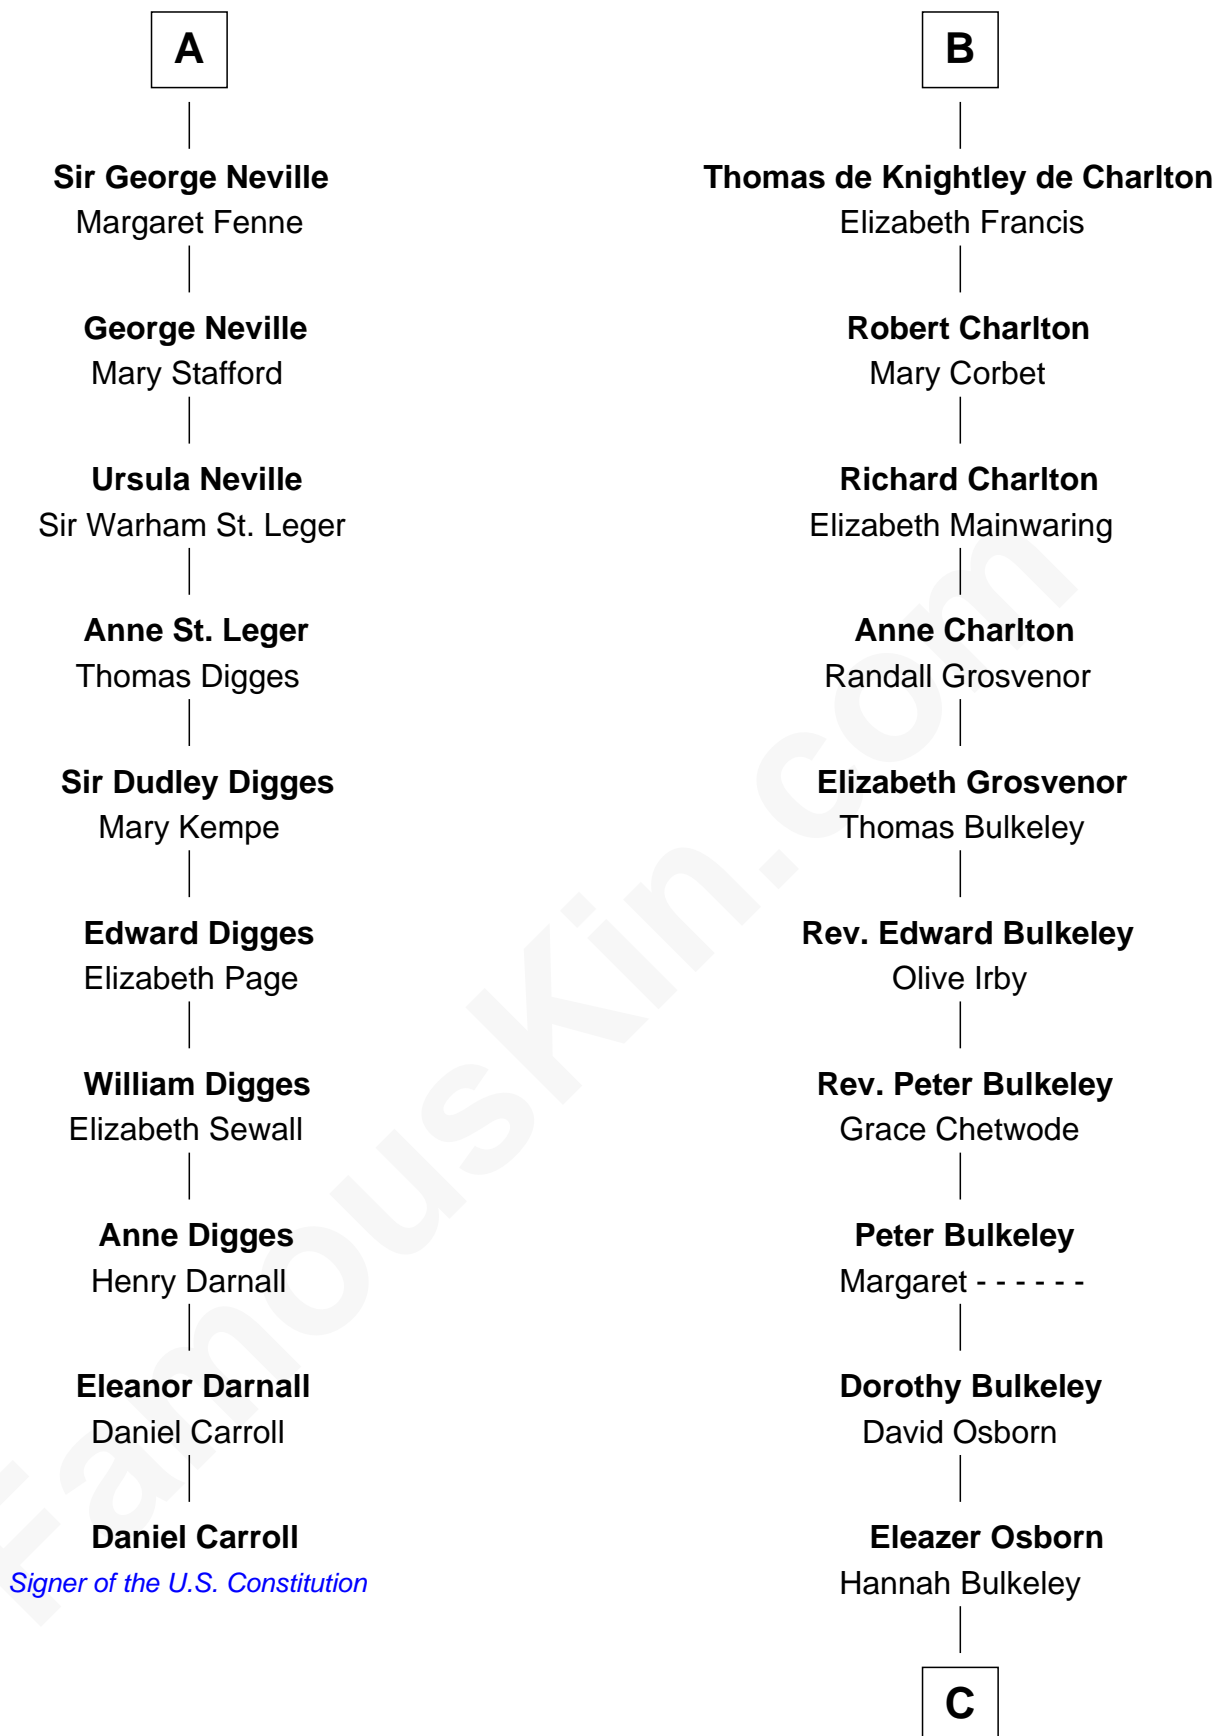 A
Sir George Neville
Margaret Fenne
George Neville
Mary Stafford
Ursula Neville
Sir Warham St. Leger
Anne St. Leger
Thomas Digges
Sir Dudley Digges
Mary Kempe
Edward Digges
Elizabeth Page
William Digges
Elizabeth Sewall
Anne Digges
Henry Darnall
Eleanor Darnall
Daniel Carroll
Daniel Carroll
Signer of the U.S. Constitution
B
Thomas de Knightley de Charlton
Elizabeth Francis
Robert Charlton
Mary Corbet
Richard Charlton
Elizabeth Mainwaring
Anne Charlton
Randall Grosvenor
Elizabeth Grosvenor
Thomas Bulkeley
Rev. Edward Bulkeley
Olive Irby
Rev. Peter Bulkeley
Grace Chetwode
Peter Bulkeley
Margaret - - - - - -
Dorothy Bulkeley
David Osborn
Eleazer Osborn
Hannah Bulkeley
C
FamousKin.com